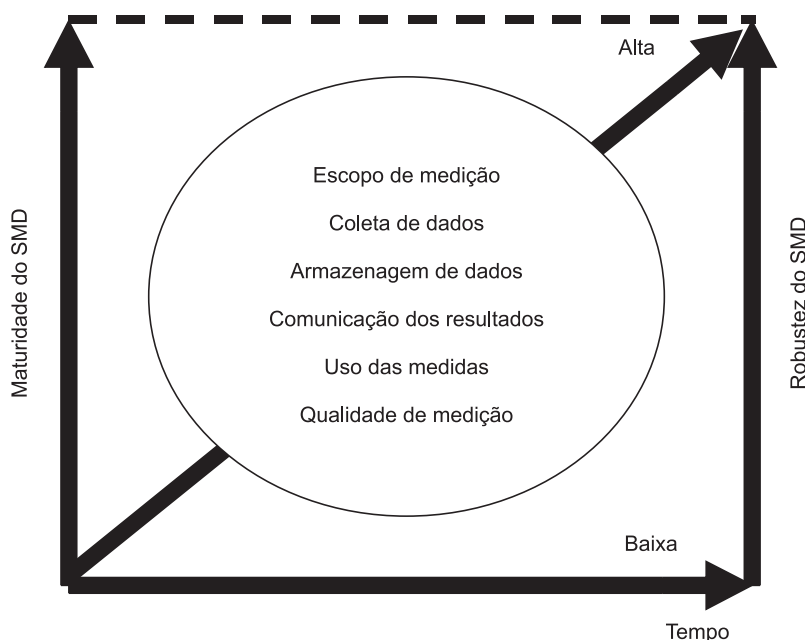 Alta
Maturidade do SMD
Escopo de medição
Coleta de dados
Armazenagem de dados
Comunicação dos resultados
Uso das medidas
Qualidade de medição
Robustez do SMD
Baixa
Tempo